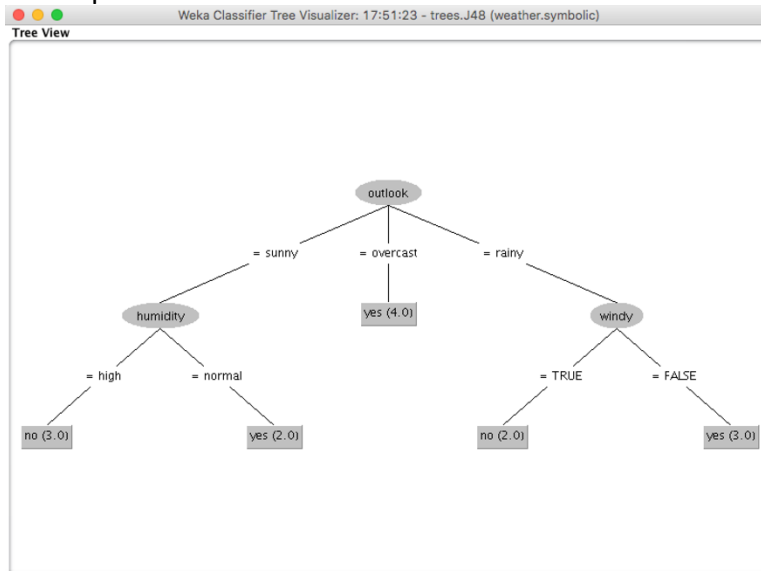 Weka Classifier Tree Visualizer: 17:51:23 - trees.J48 (weather.symbolic)
Tree View
outlook
= sunny
= overcast
= rainy
humidity
yes (4.0)
windy
= high
= normal
= TRUE
= FALSE
no (3.0)
yes (2.0)
no (2.0)
yes (3.0)